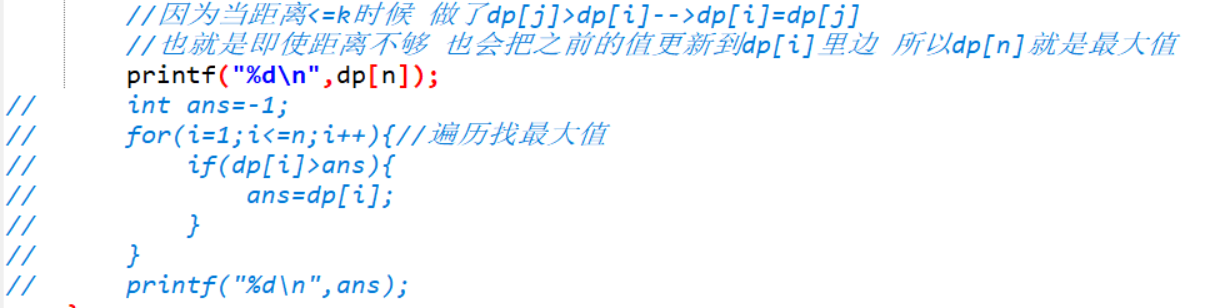 //因为当距离<=k时候 做了dp[j]>dp[i]-->dp[i]=dp[j]
//也就是即使距离不够 也会把之前的值更新到dp[i]里边 所以dp[n]就是最大值
printf("%d\n",dp[n]);
// int ans=-1;
// for(i=1;i<=n;i++){//遍历找最大值
// if(dp[i]>ans){
// ans=dp[i];
// }
// }
// printf("%d\n",ans);